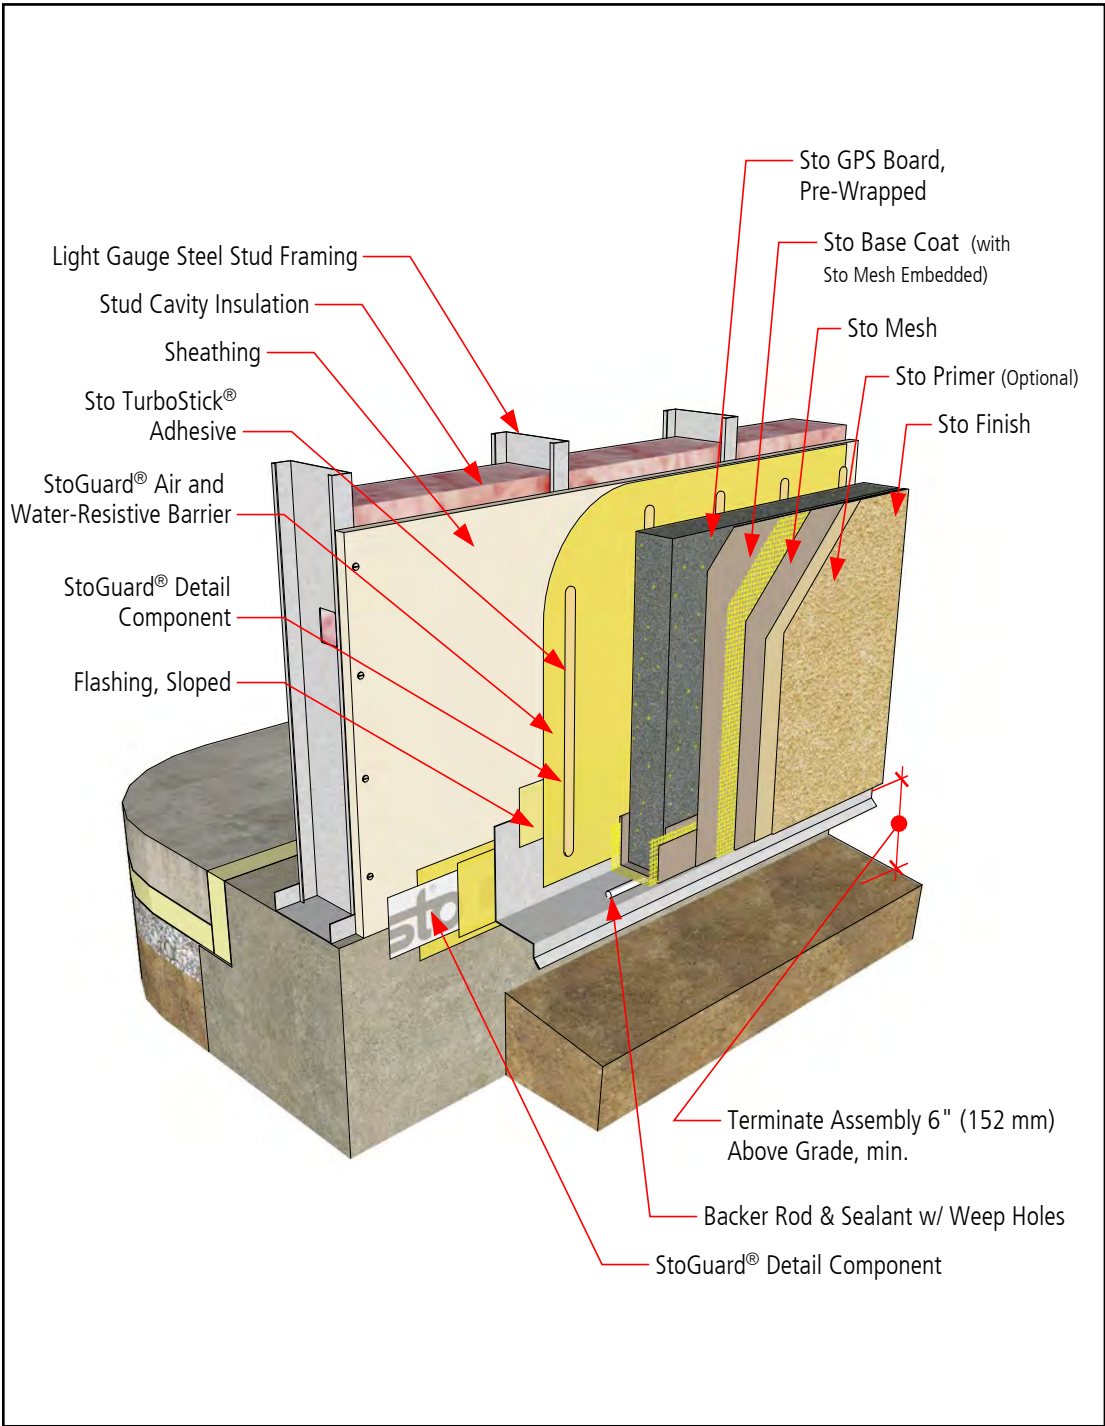 Sto GPS Board,
Pre-Wrapped
Sto Base Coat (with
Sto Mesh Embedded)
Sto Mesh
Sto Primer (Optional)
Sto Finish
Light Gauge Steel Stud Framing
Stud Cavity Insulation
Sheathing
Sto TurboStick®
Adhesive
StoGuard® Air and
Water-Resistive Barrier
StoGuard® Detail
Component
Flashing, Sloped
sto
Terminate Assembly 6" (152 mm)
Above Grade, min.
Backer Rod & Sealant w/ Weep Holes
StoGuard® Detail Component